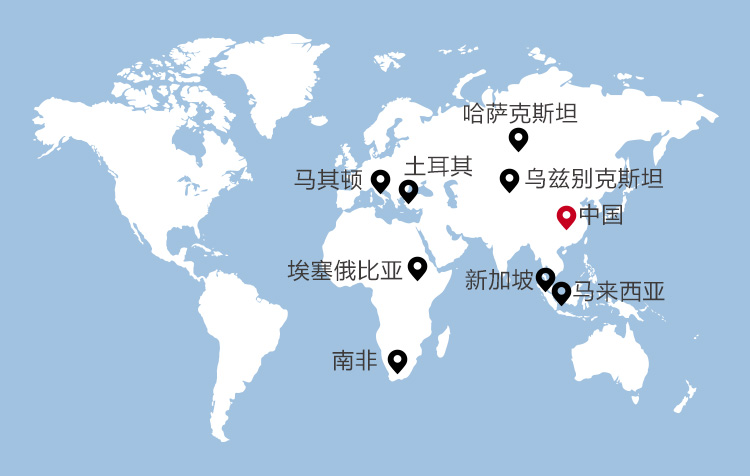 哈萨克斯坦
土耳其
马其顿
乌兹别克斯坦
中国
埃塞俄比亚
新加坡
马来西亚
南非